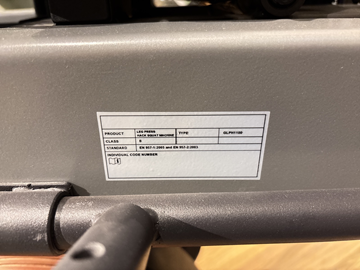 PRODUCT LEG PRESS HACK SQUAT MACHINE TYPE GLPH1100
CLASS S
STANDARD EN 957-1:2005 and EN 957-2:2003
INDIVIDUAL CODE NUMBER